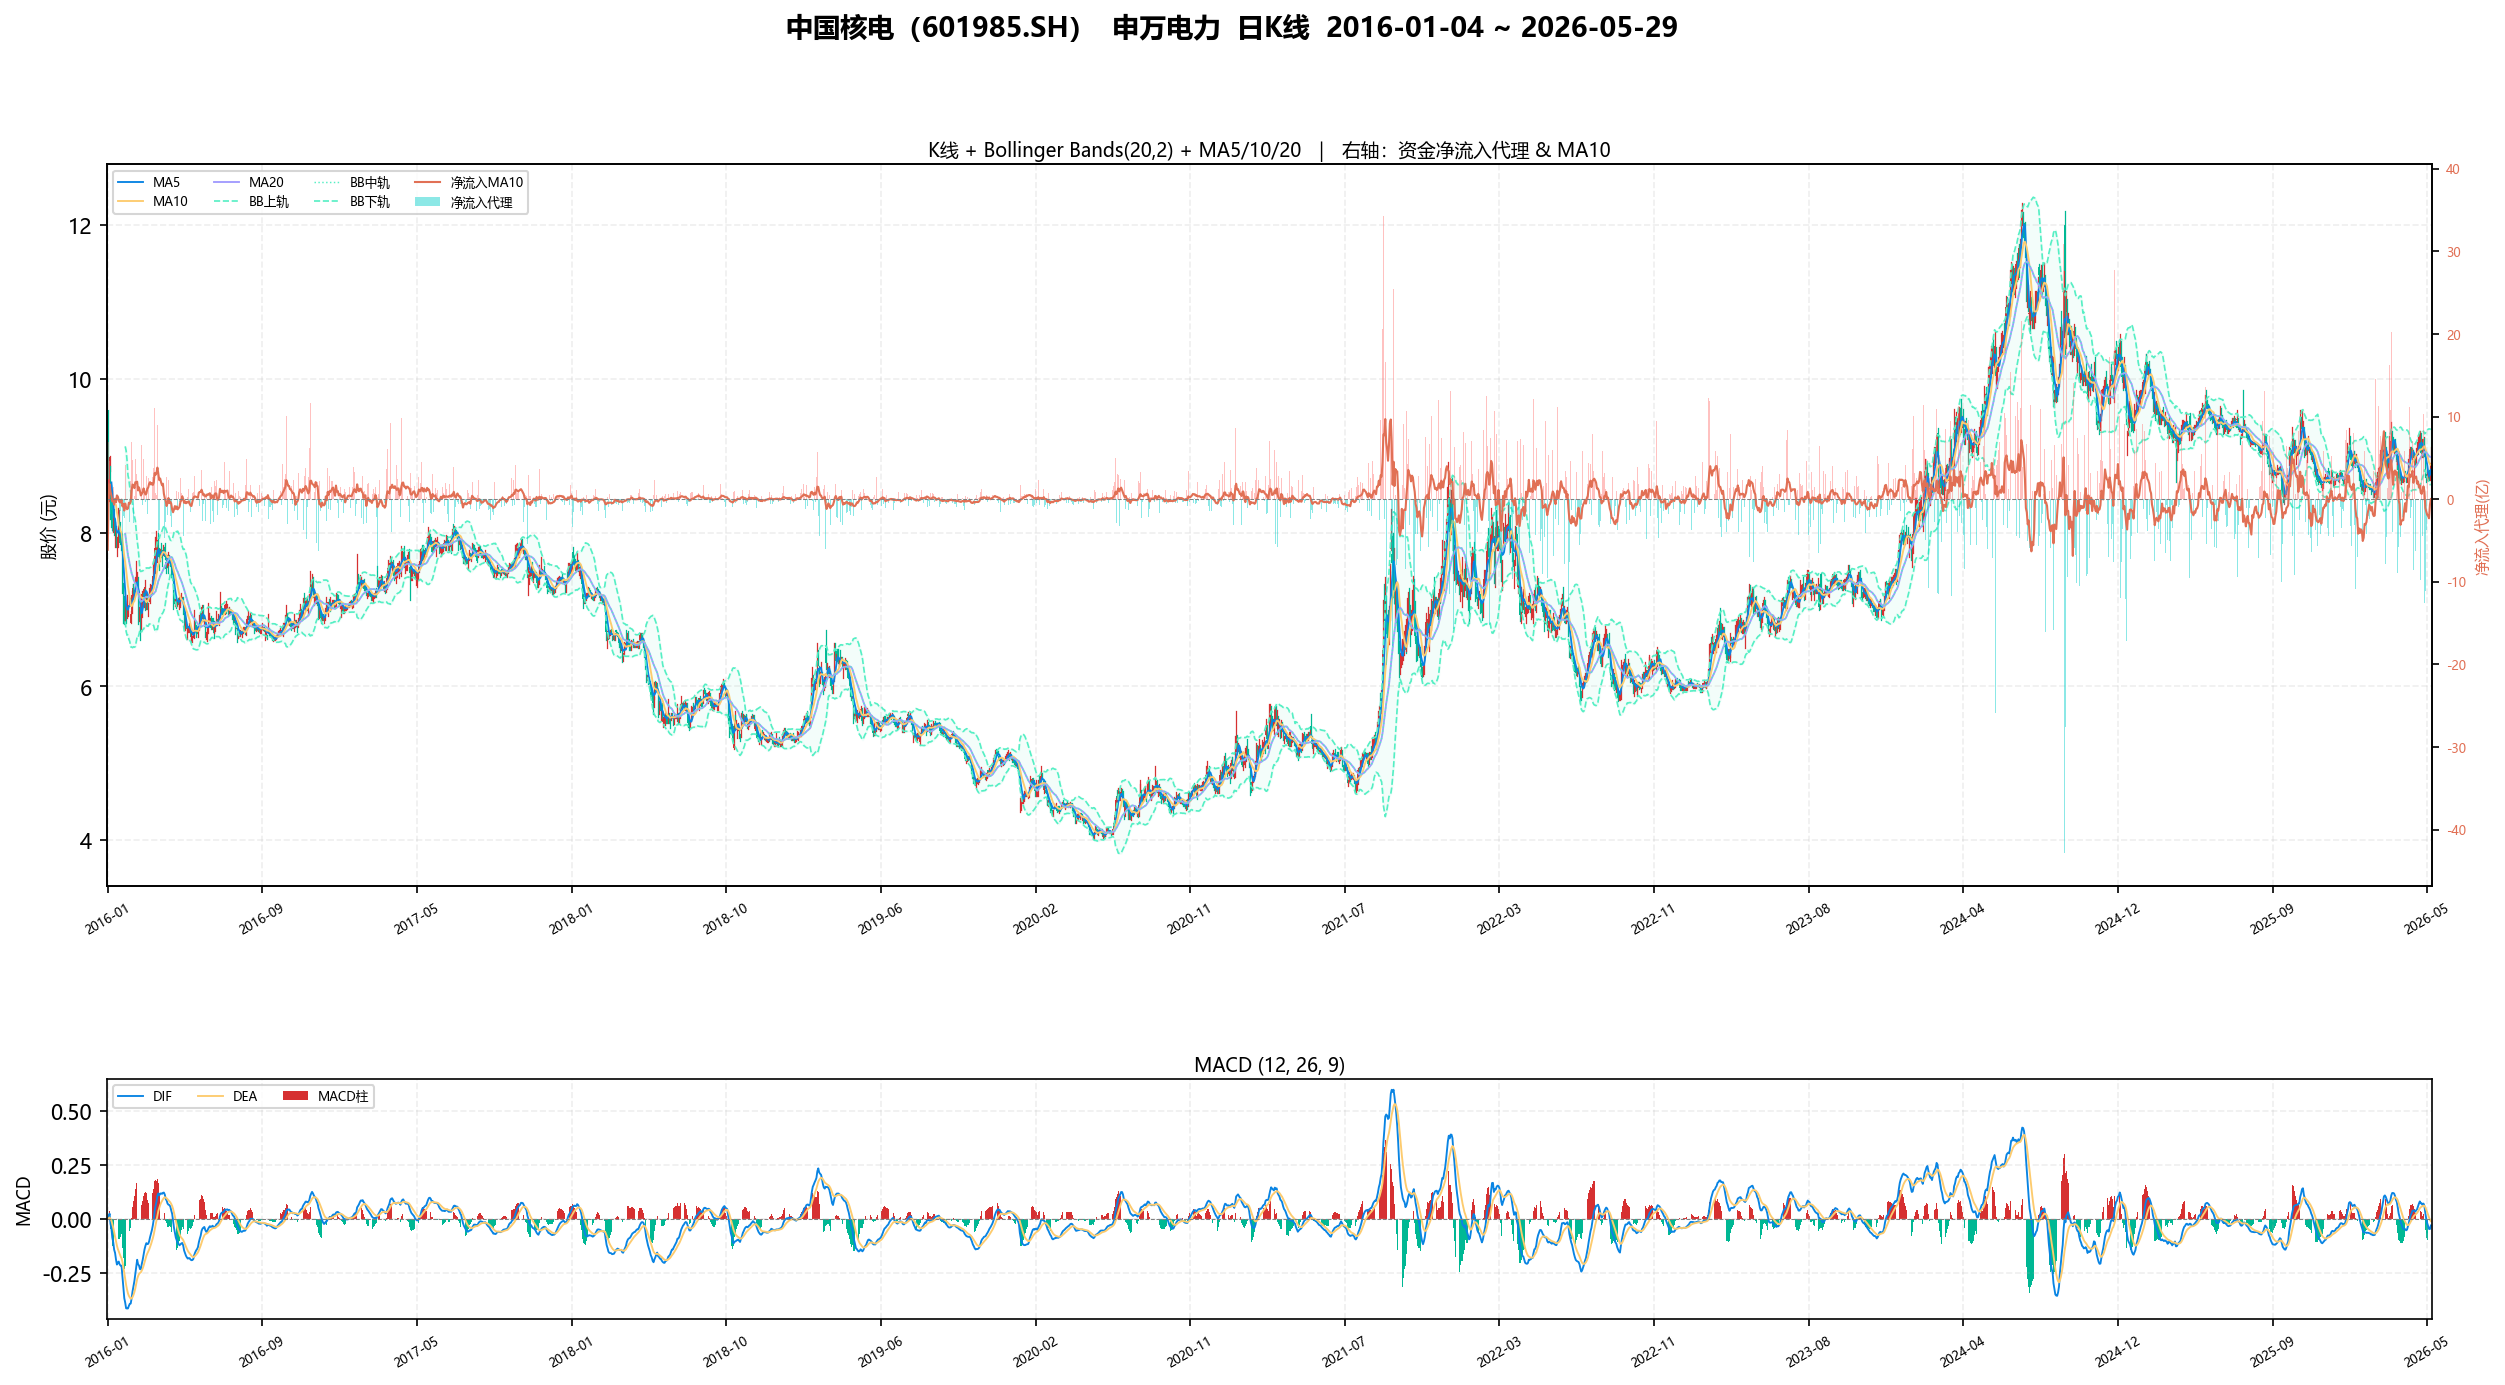 中国核电（601985.SH） 申万电力 日K线 2016-01-04 ~ 2026-05-29
K线 + Bollinger Bands(20,2) + MA5/10/20 | 右轴：资金净流入代理 & MA10
MA5 MA20 BB中轨 净流入MA10
MA10 BB上轨 BB下轨 净流入代理
股价 (元)
12
10
8
6
4
40
30
20
10
0
-10
-20
-30
-40
净流入代理(亿)
2016-01 2016-09 2017-05 2018-01 2018-10 2019-06 2020-02 2020-11 2021-07 2022-03 2022-11 2023-08 2024-04 2024-12 2025-09 2026-05
MACD (12, 26, 9)
DIF DEA MACD柱
MACD
0.50
0.25
0.00
-0.25
2016-01 2016-09 2017-05 2018-01 2018-10 2019-06 2020-02 2020-11 2021-07 2022-03 2022-11 2023-08 2024-04 2024-12 2025-09 2026-05